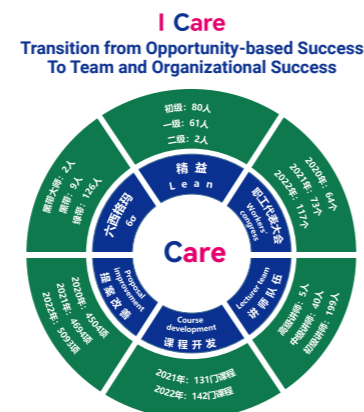 I Care
Transition from Opportunity-based Success
To Team and Organizational Success
初级：80人
一级：61人
二级：2人
精益
Lean
2020年：64个
2021年：73个
2022年：117个
职工代表大会
Workers'
congress
高级讲师：5人
中级讲师：40人
初级讲师：199人
Lecturer team
讲师队伍
Course
development
课程开发
2021年：131门课程
2022年：142门课程
Proposal
improvement
提案改善
2020年：4504项
2021年：4694项
2022年：5093项
黑带大师：2人
黑带：9人
绿带：126人
六西格玛
6σ
Care